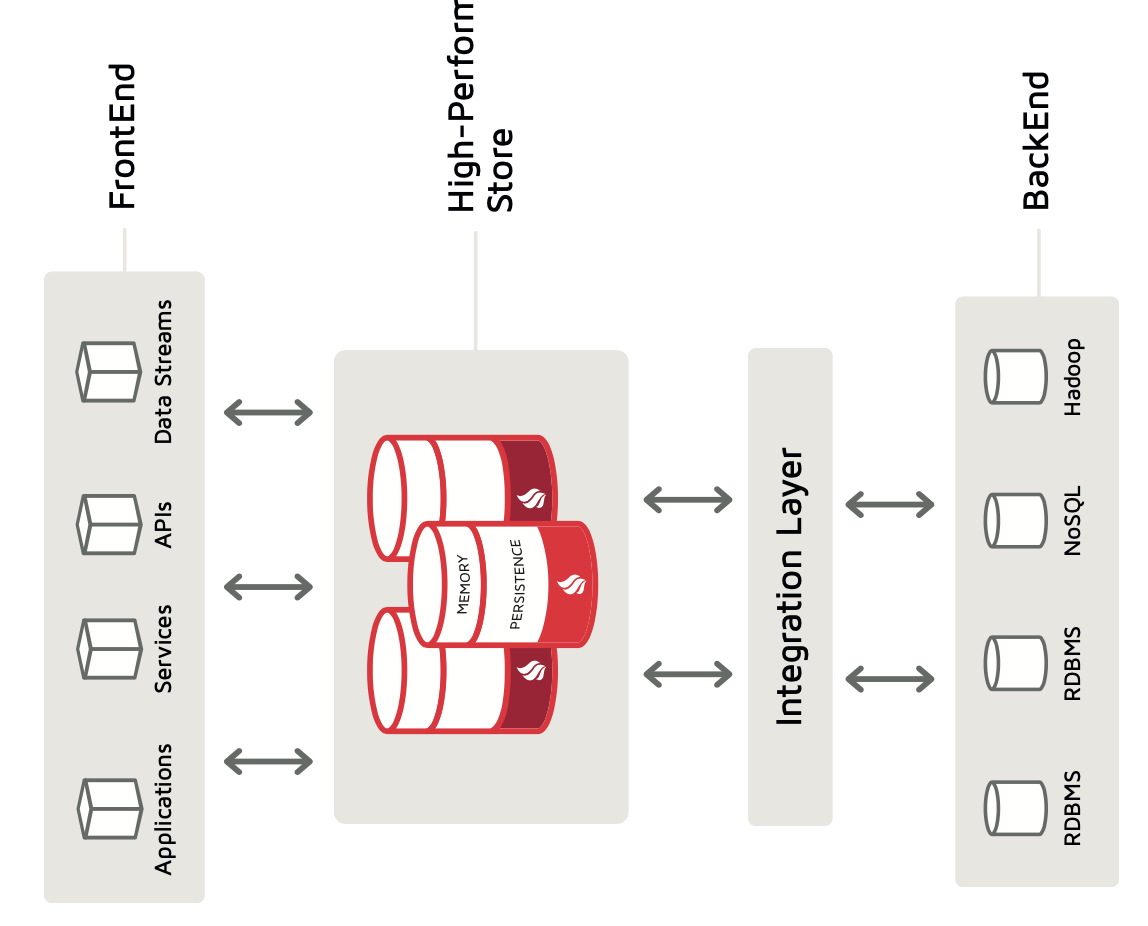 FrontEnd
Applications
Services
APIs
Data Streams
High-Perform
Store
MEMORY
PERSISTENCE
Integration Layer
BackEnd
RDBMS
RDBMS
NoSQL
Hadoop